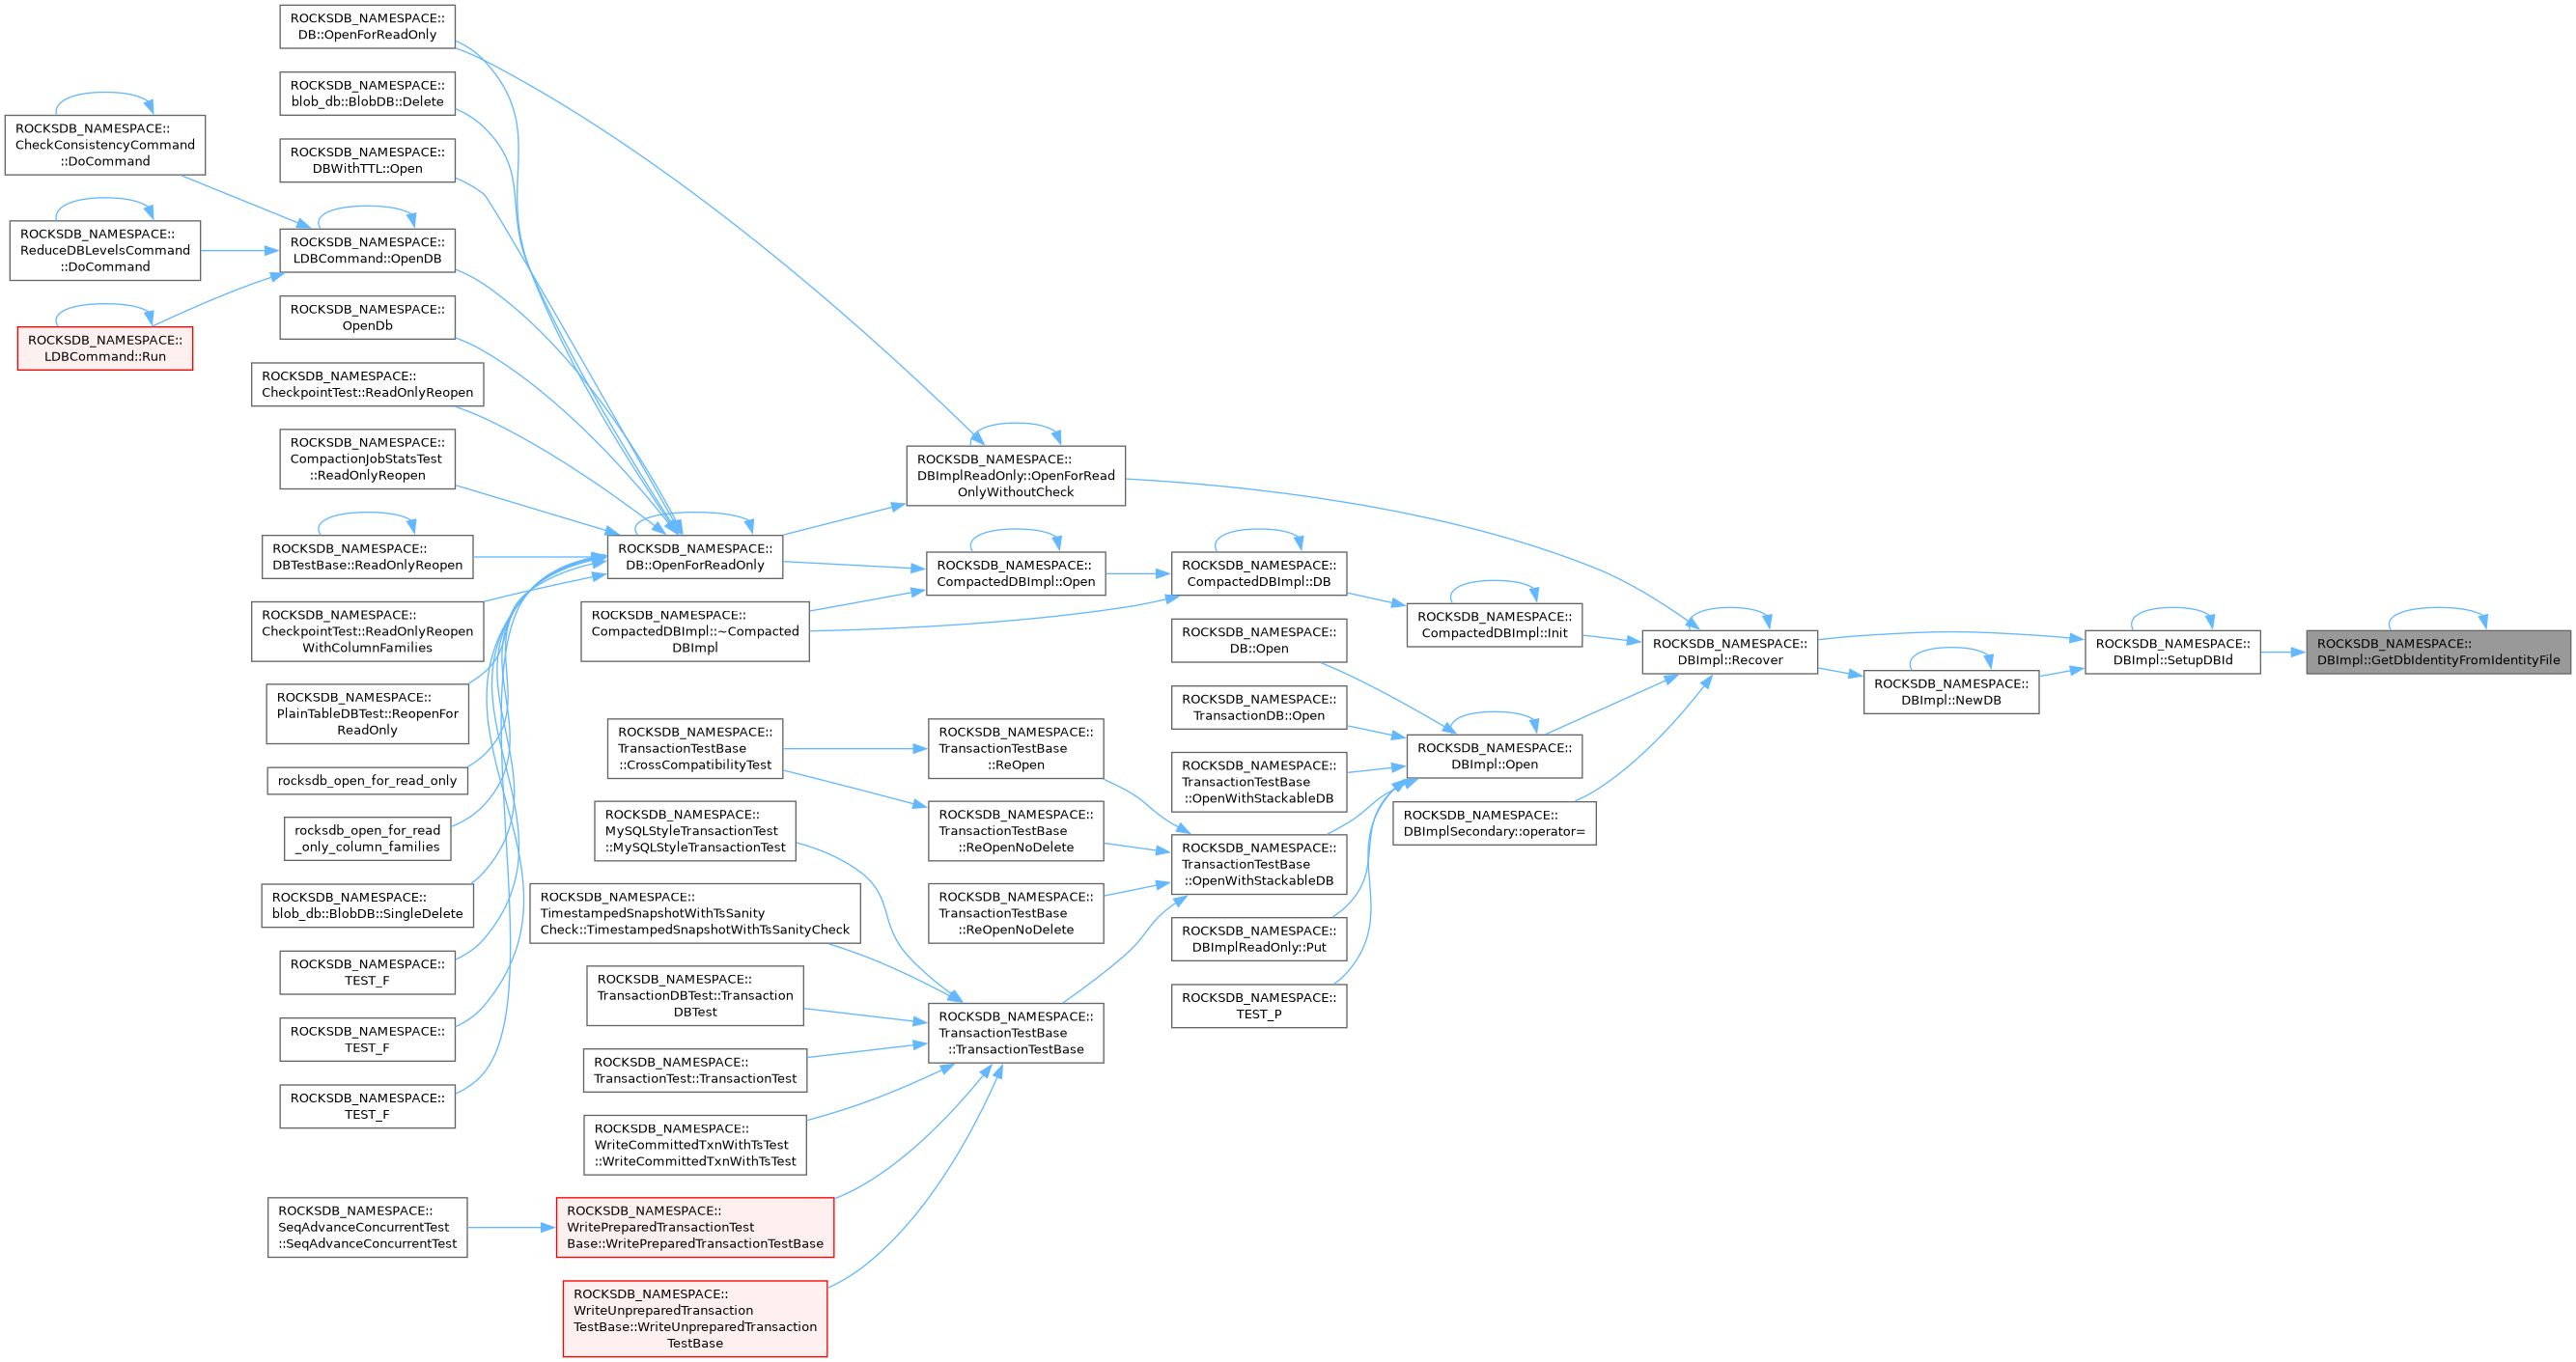 ROCKSDB_NAMESPACE::
DB::OpenForReadOnly
ROCKSDB_NAMESPACE::
blob_db::BlobDB::Delete
ROCKSDB_NAMESPACE::
DBWithTTL::Open
ROCKSDB_NAMESPACE::
CheckConsistencyCommand
::DoCommand
ROCKSDB_NAMESPACE::
ReduceDBLevelsCommand
::DoCommand
ROCKSDB_NAMESPACE::
LDBCommand::Run
ROCKSDB_NAMESPACE::
LDBCommand::OpenDB
ROCKSDB_NAMESPACE::
OpenDb
ROCKSDB_NAMESPACE::
CheckpointTest::ReadOnlyReopen
ROCKSDB_NAMESPACE::
CompactionJobStatsTest
::ReadOnlyReopen
ROCKSDB_NAMESPACE::
DBTestBase::ReadOnlyReopen
ROCKSDB_NAMESPACE::
CheckpointTest::ReadOnlyReopen
WithColumnFamilies
ROCKSDB_NAMESPACE::
PlainTableDBTest::ReopenFor
ReadOnly
rocksdb_open_for_read_only
rocksdb_open_for_read
_only_column_families
ROCKSDB_NAMESPACE::
blob_db::BlobDB::SingleDelete
ROCKSDB_NAMESPACE::
TEST_F
ROCKSDB_NAMESPACE::
TEST_F
ROCKSDB_NAMESPACE::
TEST_F
ROCKSDB_NAMESPACE::
SeqAdvanceConcurrentTest
::SeqAdvanceConcurrentTest
ROCKSDB_NAMESPACE::
DB::OpenForReadOnly
ROCKSDB_NAMESPACE::
CompactedDBImpl::~Compacted
DBImpl
ROCKSDB_NAMESPACE::
TransactionTestBase
::CrossCompatibilityTest
ROCKSDB_NAMESPACE::
MySQLStyleTransactionTest
::MySQLStyleTransactionTest
ROCKSDB_NAMESPACE::
TimestampedSnapshotWithTsSanity
Check::TimestampedSnapshotWithTsSanityCheck
ROCKSDB_NAMESPACE::
TransactionDBTest::Transaction
DBTest
ROCKSDB_NAMESPACE::
TransactionTest::TransactionTest
ROCKSDB_NAMESPACE::
WriteCommittedTxnWithTsTest
::WriteCommittedTxnWithTsTest
ROCKSDB_NAMESPACE::
WritePreparedTransactionTest
Base::WritePreparedTransactionTestBase
ROCKSDB_NAMESPACE::
WriteUnpreparedTransaction
TestBase::WriteUnpreparedTransaction
TestBase
ROCKSDB_NAMESPACE::
DBImplReadOnly::OpenForRead
OnlyWithoutCheck
ROCKSDB_NAMESPACE::
CompactedDBImpl::Open
ROCKSDB_NAMESPACE::
TransactionTestBase
::ReOpen
ROCKSDB_NAMESPACE::
TransactionTestBase
::ReOpenNoDelete
ROCKSDB_NAMESPACE::
TransactionTestBase
::ReOpenNoDelete
ROCKSDB_NAMESPACE::
TransactionTestBase
::TransactionTestBase
ROCKSDB_NAMESPACE::
CompactedDBImpl::DB
ROCKSDB_NAMESPACE::
DB::Open
ROCKSDB_NAMESPACE::
TransactionDB::Open
ROCKSDB_NAMESPACE::
TransactionTestBase
::OpenWithStackableDB
ROCKSDB_NAMESPACE::
TransactionTestBase
::OpenWithStackableDB
ROCKSDB_NAMESPACE::
DBImplReadOnly::Put
ROCKSDB_NAMESPACE::
TEST_P
ROCKSDB_NAMESPACE::
CompactedDBImpl::Init
ROCKSDB_NAMESPACE::
DBImpl::Open
ROCKSDB_NAMESPACE::
DBImplSecondary::operator=
ROCKSDB_NAMESPACE::
DBImpl::Recover
ROCKSDB_NAMESPACE::
DBImpl::NewDB
ROCKSDB_NAMESPACE::
DBImpl::SetupDBId
ROCKSDB_NAMESPACE::
DBImpl::GetDbIdentityFromIdentityFile